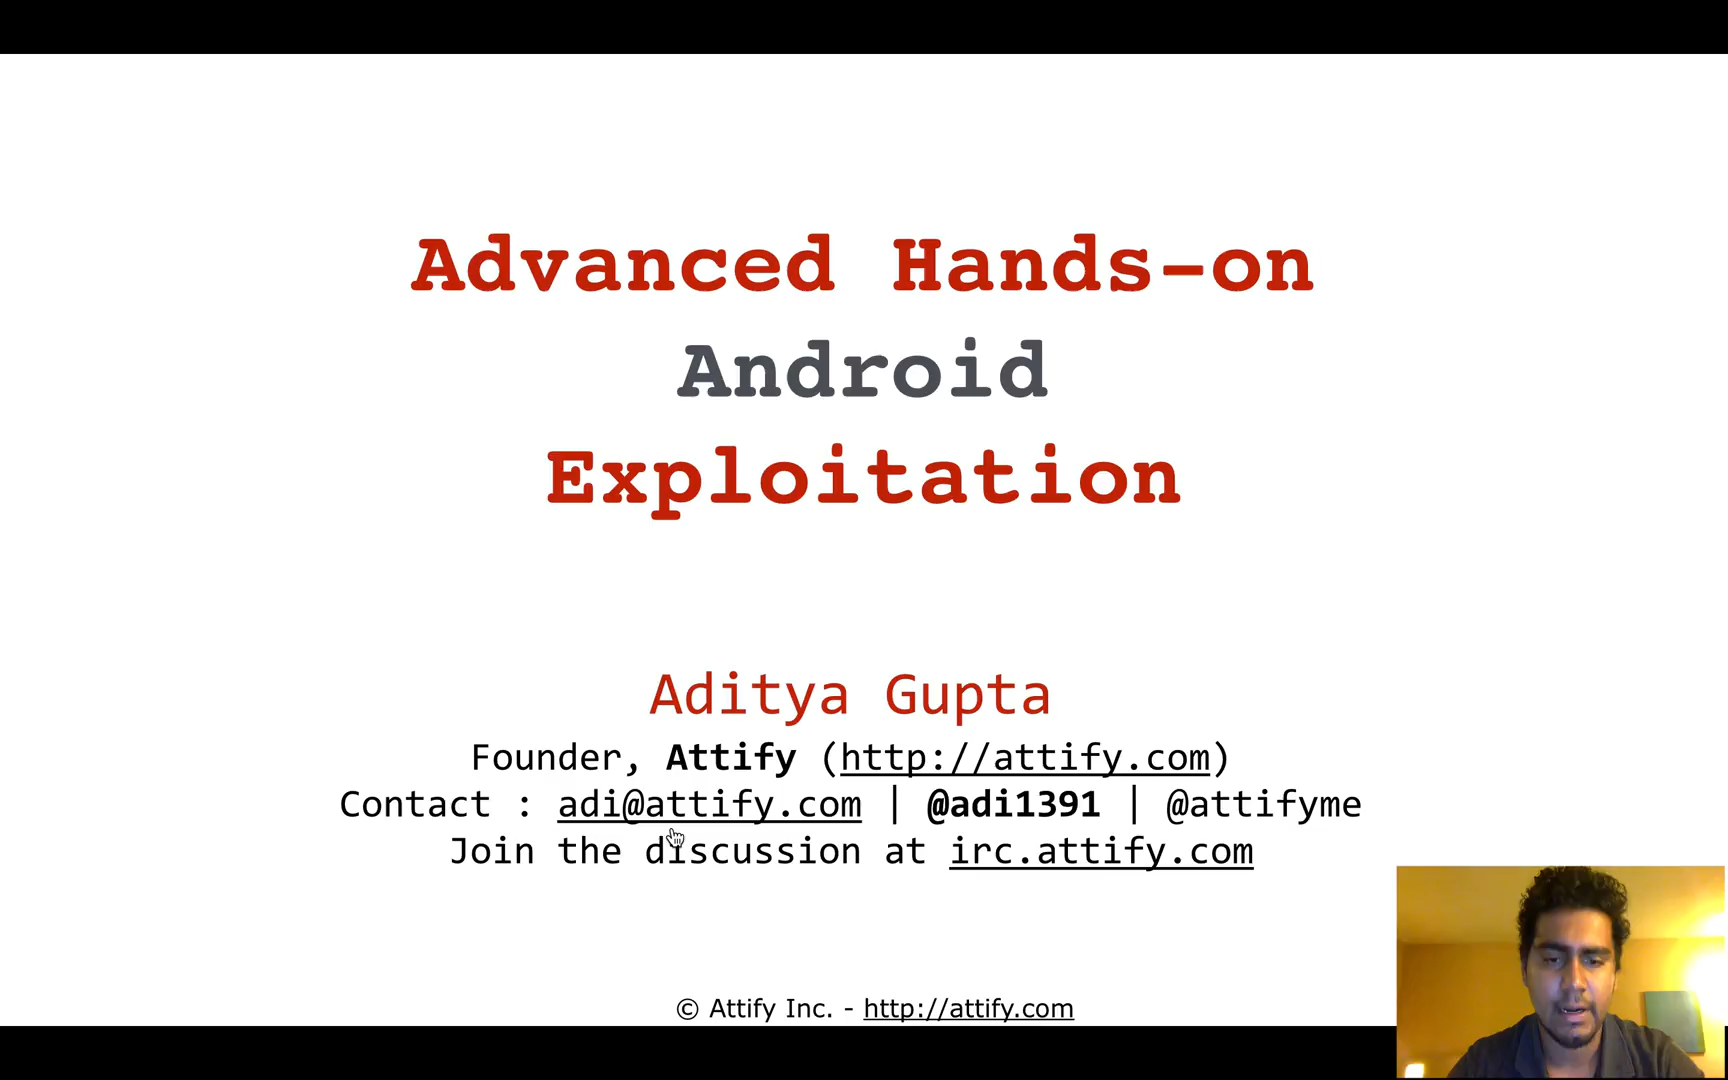 Advanced Hands-on
Android
Exploitation
Aditya Gupta
Founder, Attify (http://attify.com)
Contact : adi@attify.com | @adi1391 | @attifyme
Join the discussion at irc.attify.com
© Attify Inc. - http://attify.com